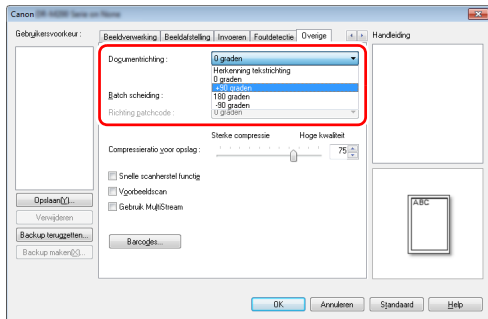 Canon
Gebruikersvoorkeur :
Beeldverwerking
Beeldafstelling
Invoeren
Foutdetectie
Overige
Handleiding
Documentrichting :
0 graden
Herkenning tekstrichting
0 graden
+90 graden
180 graden
-90 graden
Batch scheiding :
Richting patchcode :
0 graden
Sterke compressie
Hoge kwaliteit
Compressieratio voor opslag :
75
Snelle scanherstel functie
Voorbeeldscan
Gebruik MultiStream
Barcodes...
Opslaan(Y)...
Verwijderen
Backup terugzetten...
Backup maken(X)...
ABC
OK
Annuleren
Standaard
Help